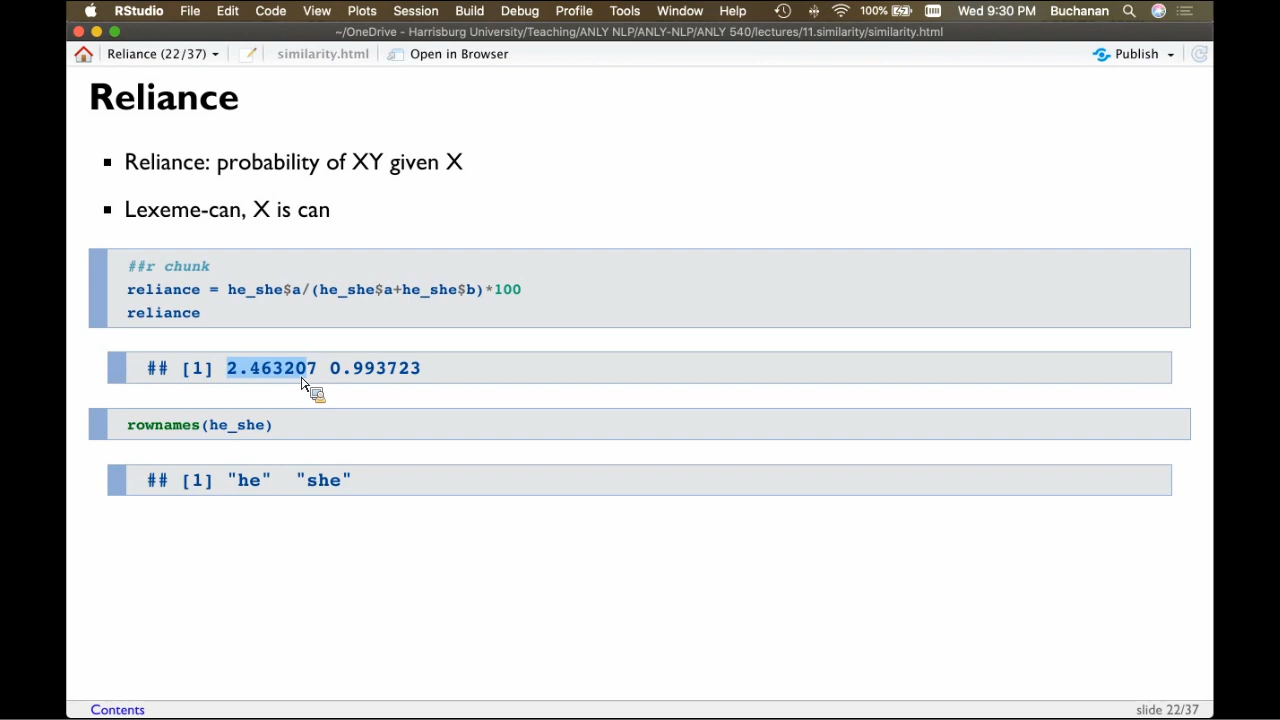 RStudio File Edit Code View Plots Session Build Debug Profile Tools Window Help 100% Wed 9:30 PM Buchanan
~/OneDrive - Harrisburg University/Teaching/ANLY NLP/ANLY-NLP/ANLY 540/lectures/11.similarity/similarity.html
Reliance (22/37) similarity.html Open in Browser Publish
Reliance
Reliance: probability of XY given X
Lexeme-can, X is can
##r chunk
reliance = he_she$a/(he_she$a+he_she$b)*100
reliance
## [1] 2.463207 0.993723
rownames(he_she)
## [1] "he" "she"
Contents slide 22/37